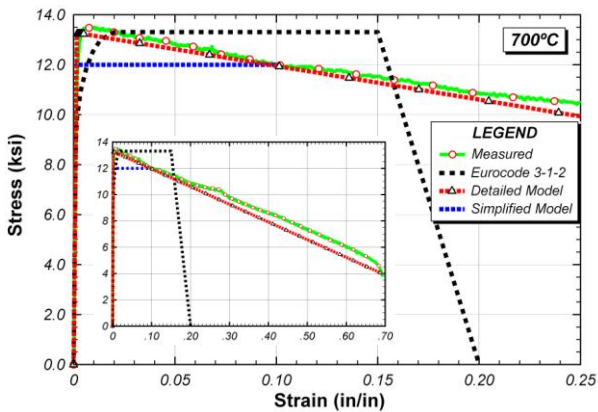 14.0
12.0
10.0
8.0
6.0
4.0
2.0
0.0
Stress (ksi)
700ºC
LEGEND
Measured
Eurocode 3-1-2
Detailed Model
Simplified Model
14
12
10
8
6
4
2
0
0 .10 .20 .30 .40 .50 .60 .70
0 0.05 0.10 0.15 0.20 0.25
Strain (in/in)